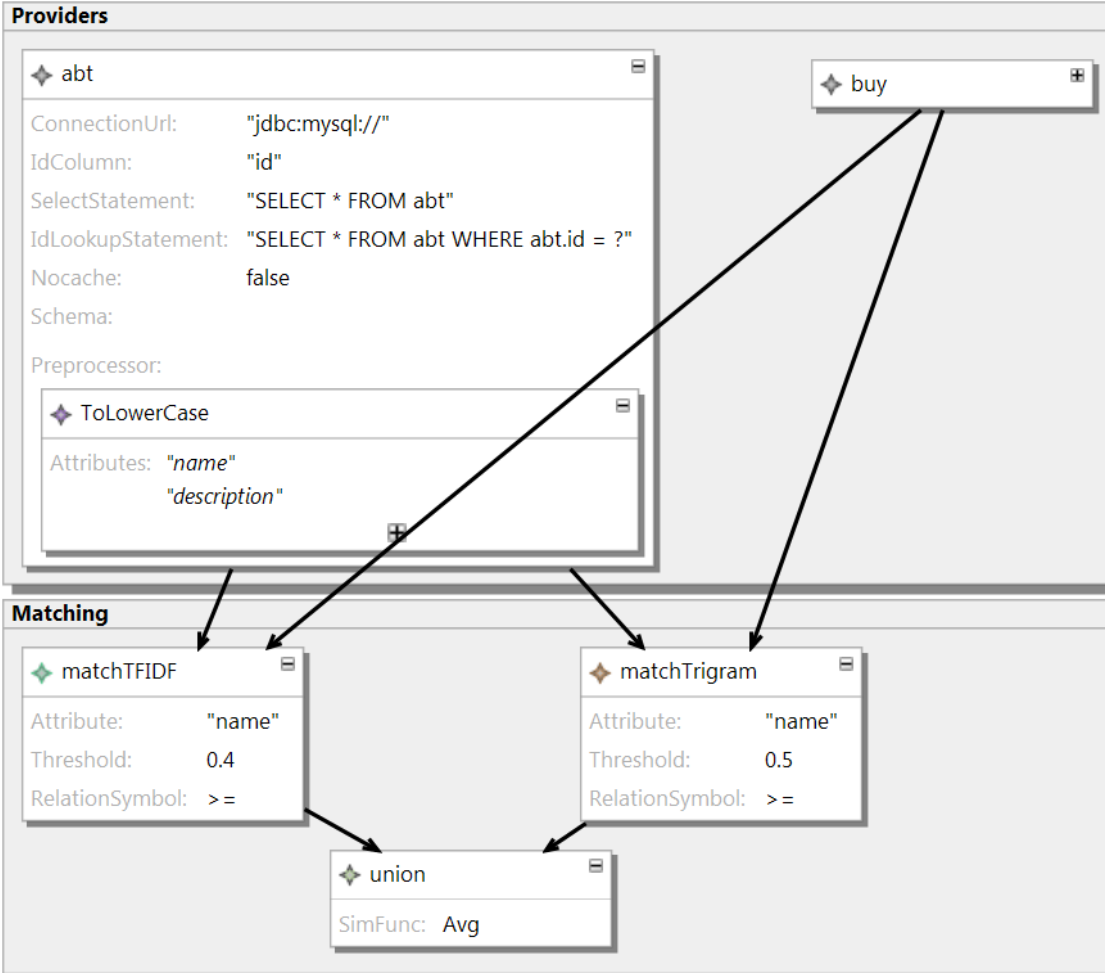 Providers
abt
buy
ConnectionUrl: "jdbc:mysql://"
IdColumn: "id"
SelectStatement: "SELECT * FROM abt"
IdLookupStatement: "SELECT * FROM abt WHERE abt.id = ?"
Nocache: false
Schema:
Preprocessor:
ToLowerCase
Attributes: "name"
"description"
Matching
matchTFIDF
Attribute: "name"
Threshold: 0.4
RelationSymbol: >=
matchTrigram
Attribute: "name"
Threshold: 0.5
RelationSymbol: >=
union
SimFunc: Avg